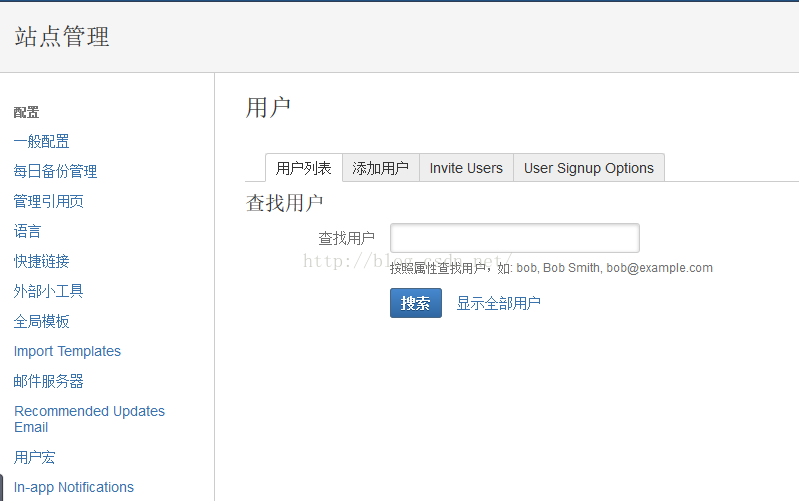 站点管理
配置
一般配置
每日备份管理
管理引用页
语言
快捷链接
外部小工具
全局模板
Import Templates
邮件服务器
Recommended Updates
Email
用户宏
In-app Notifications
用户
用户列表 添加用户 Invite Users User Signup Options
查找用户
查找用户
http://blog.csdn.net/
按照属性查找用户，如: bob, Bob Smith, bob@example.com
搜索 显示全部用户